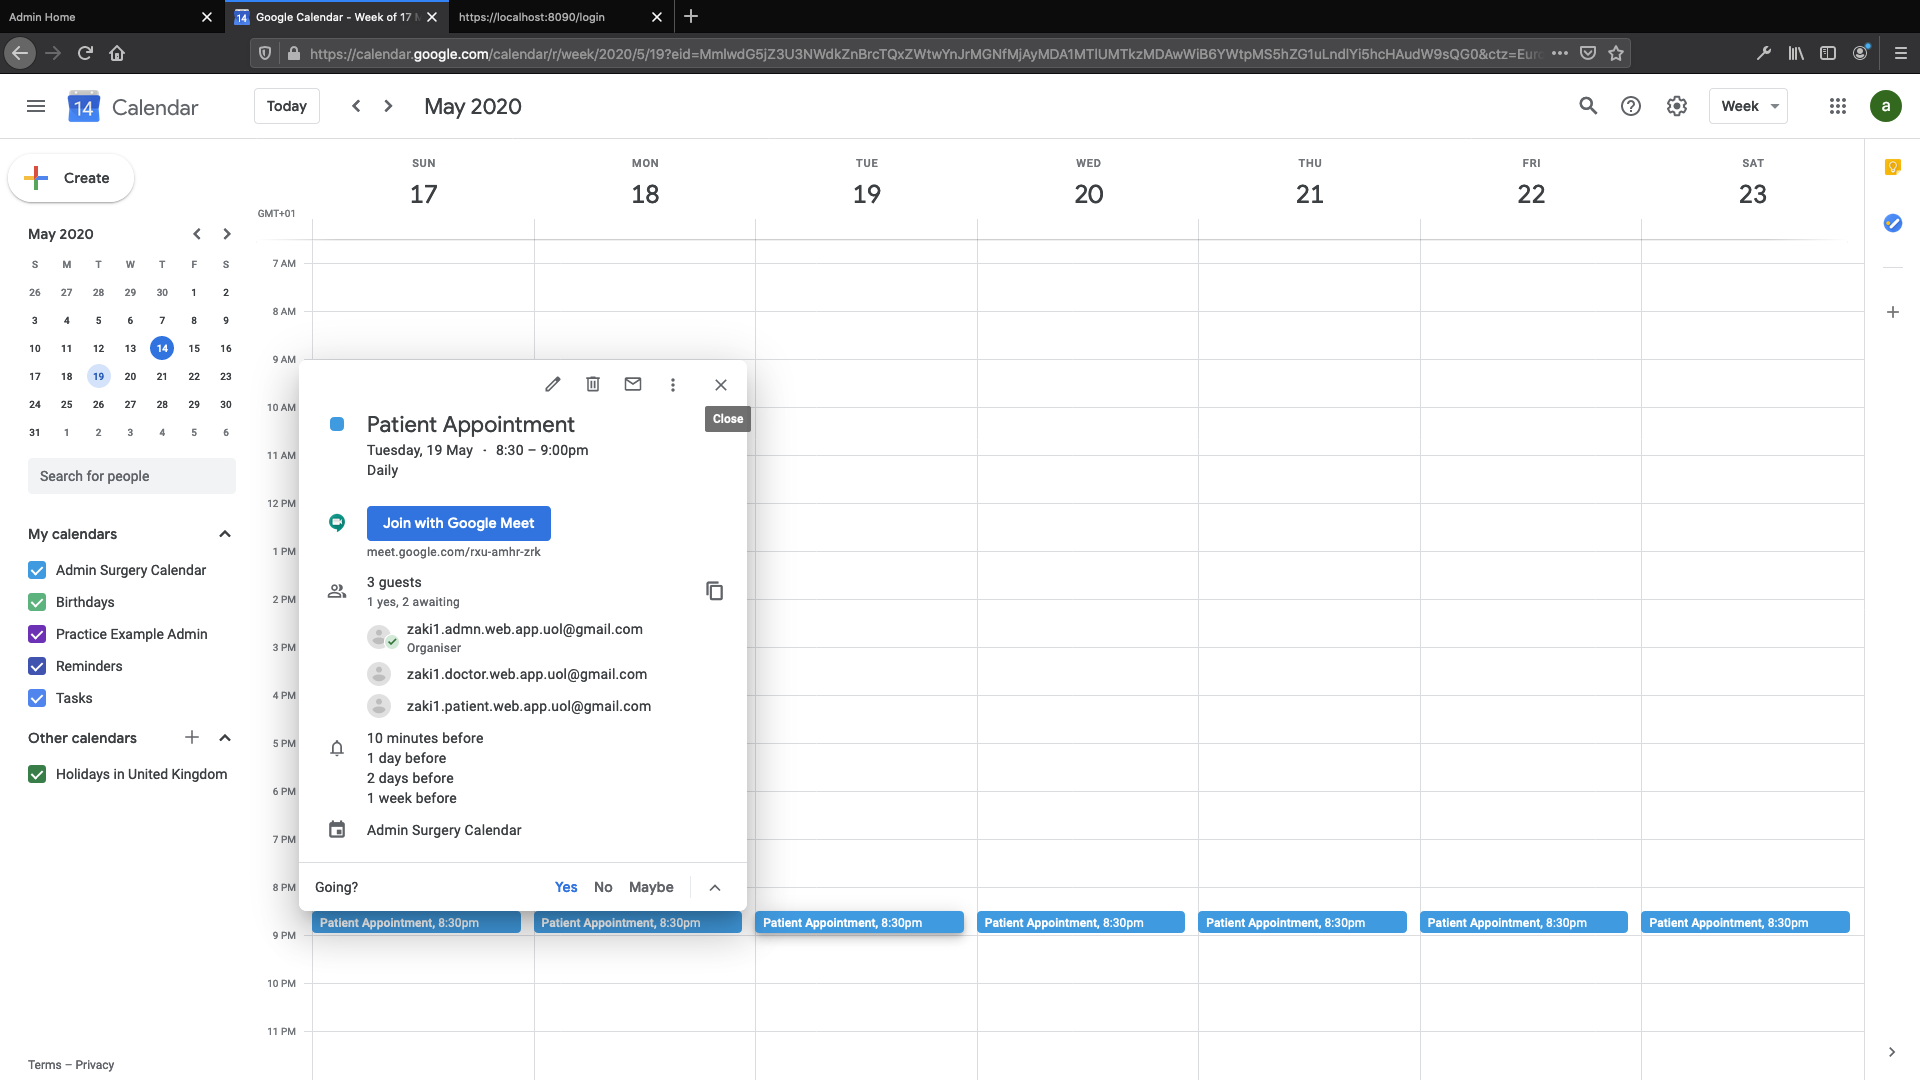 Admin Home
Google Calendar - Week of 17 M
https://localhost:8090/login
https://calendar.google.com/calendar/r/week/2020/5/19?eid=MmlwdG5jZ3U3NWdkZnBrcTQxZWtwYnJrMGNfMjAyMDA1MTlUMTkzMDAwWiB6YWtpMS5hZG1uLndlYi5hcHAudW9sQG0&ctz=Euro
14
Calendar
Today
May 2020
Week
a
Create
SUN
MON
TUE
WED
THU
FRI
SAT
17
18
19
20
21
22
23
GMT+01
May 2020
S M T W T F S
26 27 28 29 30 1 2
3 4 5 6 7 8 9
10 11 12 13 14 15 16
17 18 19 20 21 22 23
24 25 26 27 28 29 30
31 1 2 3 4 5 6
Search for people
My calendars
Admin Surgery Calendar
Birthdays
Practice Example Admin
Reminders
Tasks
Other calendars
Holidays in United Kingdom
Terms – Privacy
7 AM
8 AM
9 AM
10 AM
11 AM
12 PM
1 PM
2 PM
3 PM
4 PM
5 PM
6 PM
7 PM
8 PM
9 PM
10 PM
11 PM
Close
Patient Appointment
Tuesday, 19 May · 8:30 – 9:00pm
Daily
Join with Google Meet
meet.google.com/rxu-amhr-zrk
3 guests
1 yes, 2 awaiting
zaki1.admn.web.app.uol@gmail.com
Organiser
zaki1.doctor.web.app.uol@gmail.com
zaki1.patient.web.app.uol@gmail.com
10 minutes before
1 day before
2 days before
1 week before
Admin Surgery Calendar
Going?
Yes
No
Maybe
Patient Appointment, 8:30pm
Patient Appointment, 8:30pm
Patient Appointment, 8:30pm
Patient Appointment, 8:30pm
Patient Appointment, 8:30pm
Patient Appointment, 8:30pm
Patient Appointment, 8:30pm